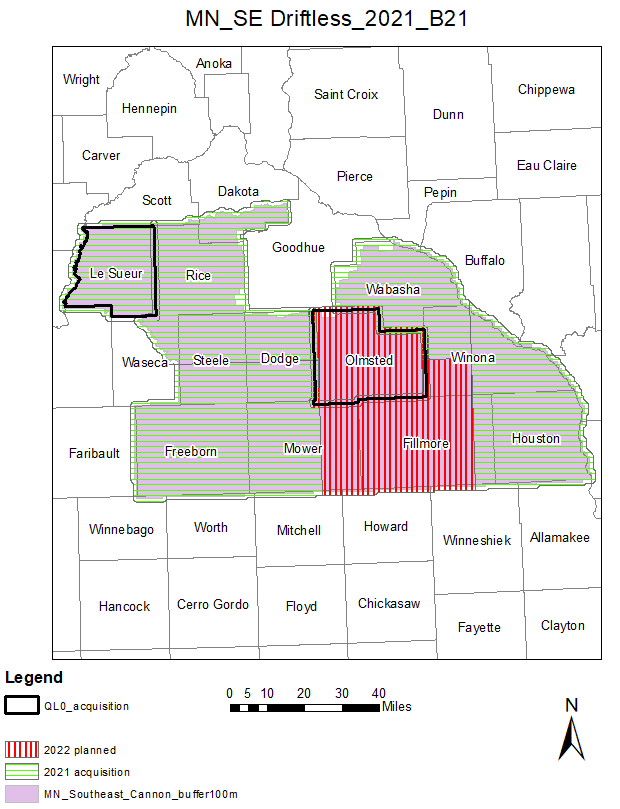 MN_SE Driftless_2021_B21
Anoka
Wright
Chippewa
Saint Croix
Hennepin
Dunn
Carver
Eau Claire
Pierce
Dakota
Pepin
Scott
Goodhue
Buffalo
Le Sueur
Rice
Wabasha
Waseca
Steele
Dodge
Olmsted
Winona
Houston
Fillmore
Mower
Freeborn
Faribault
Winnebago
Worth
Mitchell
Howard
Winneshiek
Allamakee
Hancock
Cerro Gordo
Floyd
Chickasaw
Fayette
Clayton
Legend
QL0_acquisition
2022 planned
2021 acquisition
MN_Southeast_Cannon_buffer100m
0 5 10 20 30 40
Miles
N